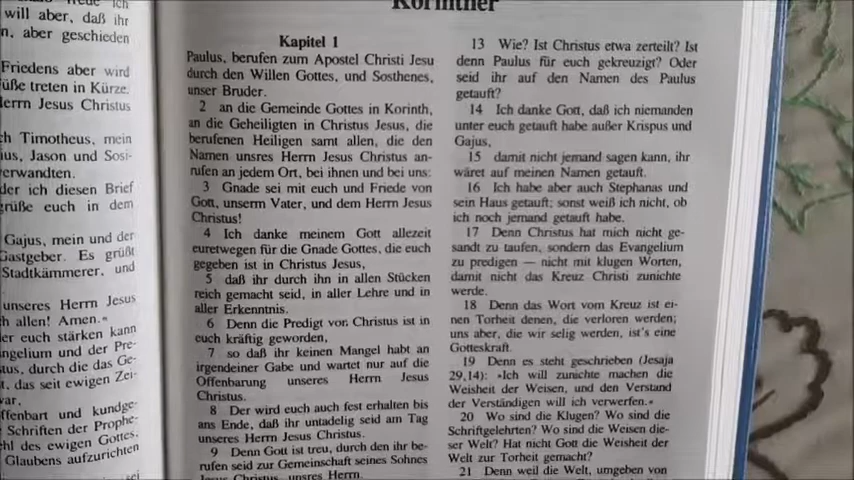 will aber, daß ihr
n, aber geschieden
Friedens aber wird
üße treten in Kürze.
Herrn Jesus Christus
ch Timotheus, mein
ius, Jason und Sosi-
erwandten.
der ich diesen Brief
grüße euch in dem
Gajus, mein und der
Gastgeber. Es grüßt
Stadtkämmerer, und
unseres Herrn Jesus
h allen! Amen.«
er euch stärken kann
ngelium und der Pre-
stus, durch die das Ge-
t, das seit ewigen Zei-
var.
ffenbart und kundge-
Schriften der Prophe-
hl des ewigen Gottes,
Glaubens aufzurichten
Korinther
Kapitel 1
Paulus, berufen zum Apostel Christi Jesu
durch den Willen Gottes, und Sosthenes,
unser Bruder.
2 an die Gemeinde Gottes in Korinth,
an die Geheiligten in Christus Jesus, die
berufenen Heiligen samt allen, die den
Namen unsres Herrn Jesus Christus an-
rufen an jedem Ort, bei ihnen und bei uns:
3 Gnade sei mit euch und Friede von
Gott, unserm Vater, und dem Herrn Jesus
Christus!
4 Ich danke meinem Gott allezeit
euretwegen für die Gnade Gottes, die euch
gegeben ist in Christus Jesus,
5 daß ihr durch ihn in allen Stücken
reich gemacht seid, in aller Lehre und in
aller Erkenntnis.
6 Denn die Predigt von Christus ist in
euch kräftig geworden,
7 so daß ihr keinen Mangel habt an
irgendeiner Gabe und wartet nur auf die
Offenbarung unseres Herrn Jesus
Christus.
8 Der wird euch auch fest erhalten bis
ans Ende, daß ihr untadelig seid am Tag
unseres Herrn Jesus Christus.
9 Denn Gott ist treu, durch den ihr be-
rufen seid zur Gemeinschaft seines Sohnes
Jesus Christus, unsres Herrn.
13 Wie? Ist Christus etwa zerteilt? Ist
denn Paulus für euch gekreuzigt? Oder
seid ihr auf den Namen des Paulus
getauft?
14 Ich danke Gott, daß ich niemanden
unter euch getauft habe außer Krispus und
Gajus,
15 damit nicht jemand sagen kann, ihr
wäret auf meinen Namen getauft.
16 Ich habe aber auch Stephanas und
sein Haus getauft; sonst weiß ich nicht, ob
ich noch jemand getauft habe.
17 Denn Christus hat mich nicht ge-
sandt zu taufen, sondern das Evangelium
zu predigen — nicht mit klugen Worten,
damit nicht das Kreuz Christi zunichte
werde.
18 Denn das Wort vom Kreuz ist ei-
nen Torheit denen, die verloren werden;
uns aber, die wir selig werden, ist's eine
Gotteskraft.
19 Denn es steht geschrieben (Jesaja
29,14): »Ich will zunichte machen die
Weisheit der Weisen, und den Verstand
der Verständigen will ich verwerfen.«
20 Wo sind die Klugen? Wo sind die
Schriftgelehrten? Wo sind die Weisen die-
ser Welt? Hat nicht Gott die Weisheit der
Welt zur Torheit gemacht?
21 Denn weil die Welt, umgeben von